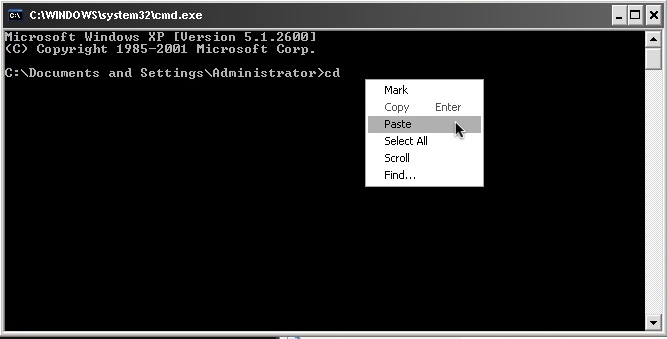 C:\WINDOWS\system32\cmd.exe
Microsoft Windows XP [Version 5.1.2600]
(C) Copyright 1985-2001 Microsoft Corp.
C:\Documents and Settings\Administrator>cd
Mark
Copy Enter
Paste
Select All
Scroll
Find...